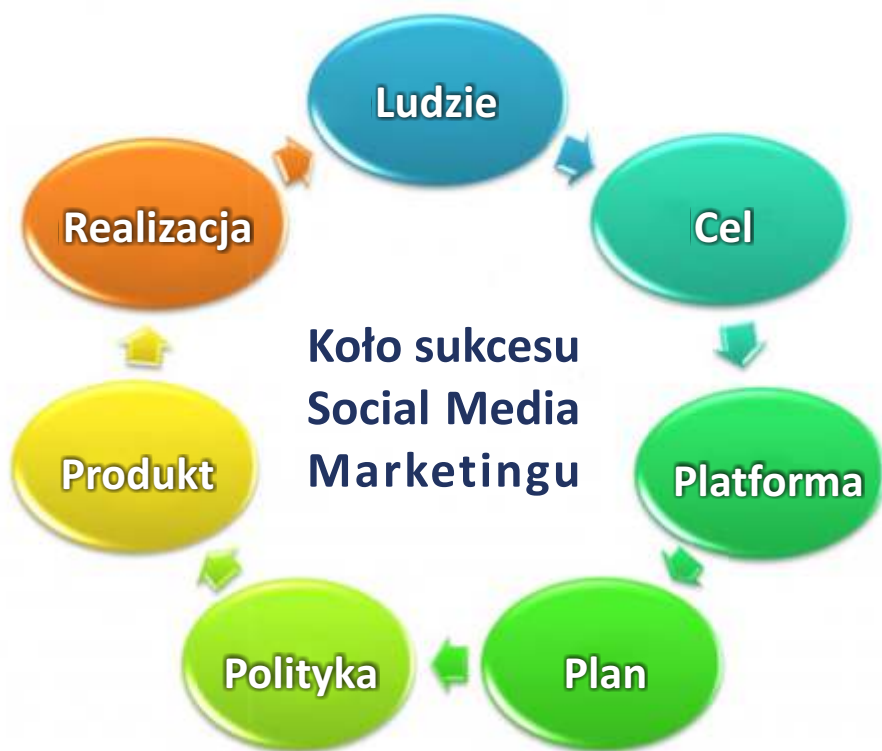 Ludzie
Cel
Platforma
Plan
Polityka
Produkt
Realizacja
Koło sukcesu
Social Media
Marketingu